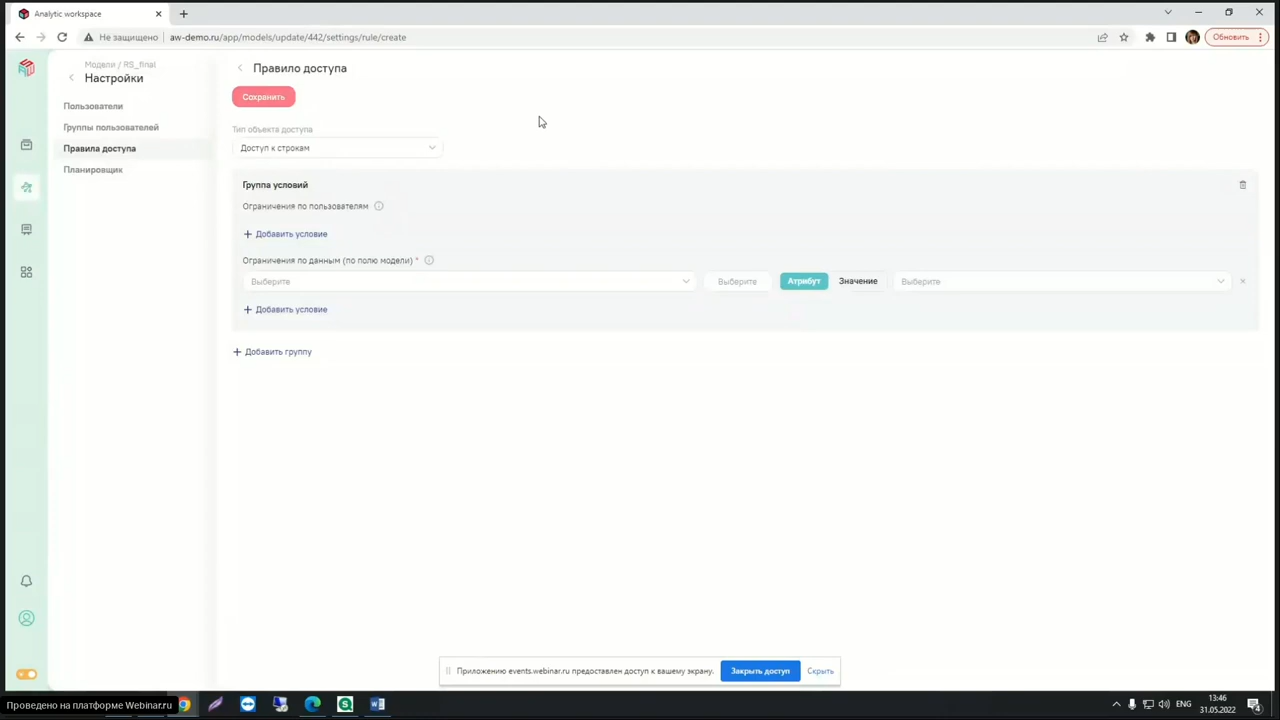 Analytic workspace
Не защищено
aw-demo.ru/app/models/update/442/settings/rule/create
Обновить
Модели / RS_final
Настройки
Пользователи
Группы пользователей
Правила доступа
Планировщик
Правило доступа
Сохранить
Тип объекта доступа
Доступ к строкам
Группа условий
Ограничения по пользователям
+ Добавить условие
Ограничения по данным (по полю модели) *
Выберите
Выберите
Атрибут
Значение
Выберите
+ Добавить условие
+ Добавить группу
Приложению events.webinar.ru предоставлен доступ к вашему экрану.
Закрыть доступ
Скрыть
Проведено на платформе Webinar.ru
ENG
13:46
31.05.2022
4